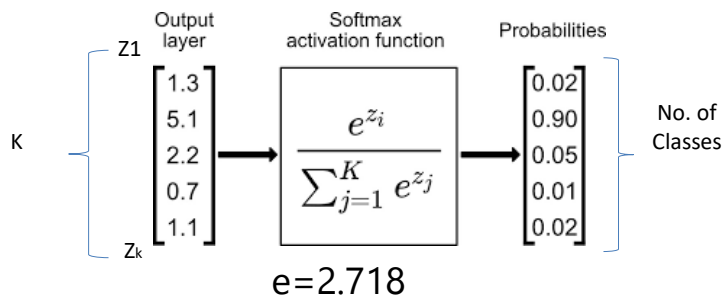 Output
layer
Softmax
activation function
Probabilities
Z1
K
Zk
1.3
5.1
2.2
0.7
1.1
e^{z_i}
\sum_{j=1}^{K} e^{z_j}
0.02
0.90
0.05
0.01
0.02
No. of
Classes
e=2.718